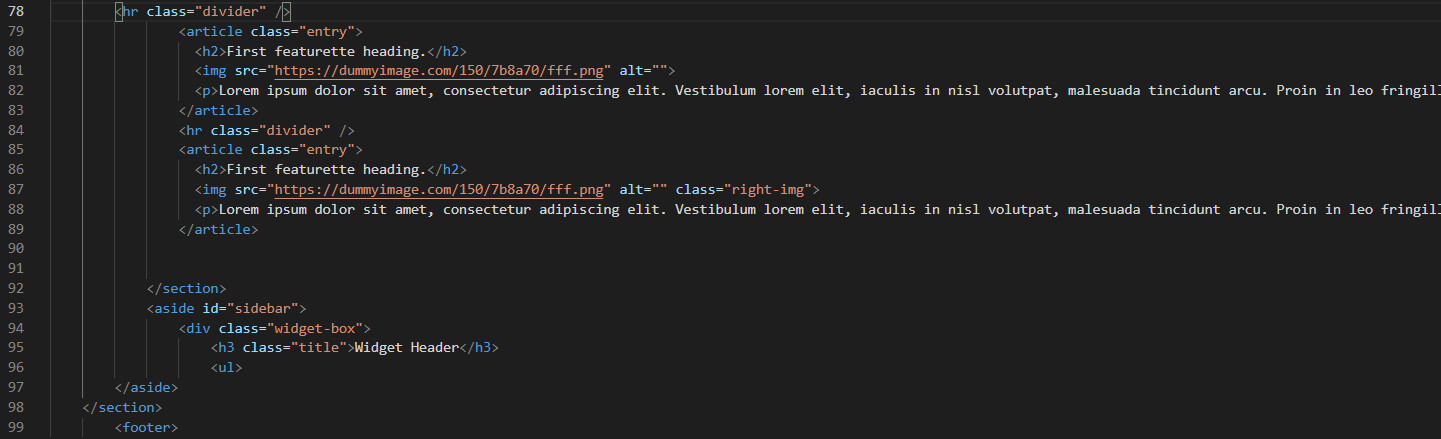 78 <hr class="divider" />
79 <article class="entry">
80 <h2>First featurette heading.</h2>
81 <img src="https://dummyimage.com/150/7b8a70/fff.png" alt="">
82 <p>Lorem ipsum dolor sit amet, consectetur adipiscing elit. Vestibulum lorem elit, iaculis in nisl volutpat, malesuada tincidunt arcu. Proin in leo fringill
83 </article>
84 <hr class="divider" />
85 <article class="entry">
86 <h2>First featurette heading.</h2>
87 <img src="https://dummyimage.com/150/7b8a70/fff.png" alt="" class="right-img">
88 <p>Lorem ipsum dolor sit amet, consectetur adipiscing elit. Vestibulum lorem elit, iaculis in nisl volutpat, malesuada tincidunt arcu. Proin in leo fringill
89 </article>
90
91
92 </section>
93 <aside id="sidebar">
94 <div class="widget-box">
95 <h3 class="title">Widget Header</h3>
96 <ul>
97 </aside>
98 </section>
99 <footer>